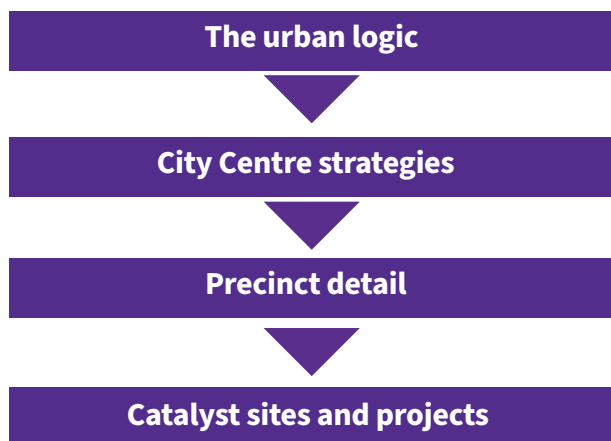 The urban logic
City Centre strategies
Precinct detail
Catalyst sites and projects